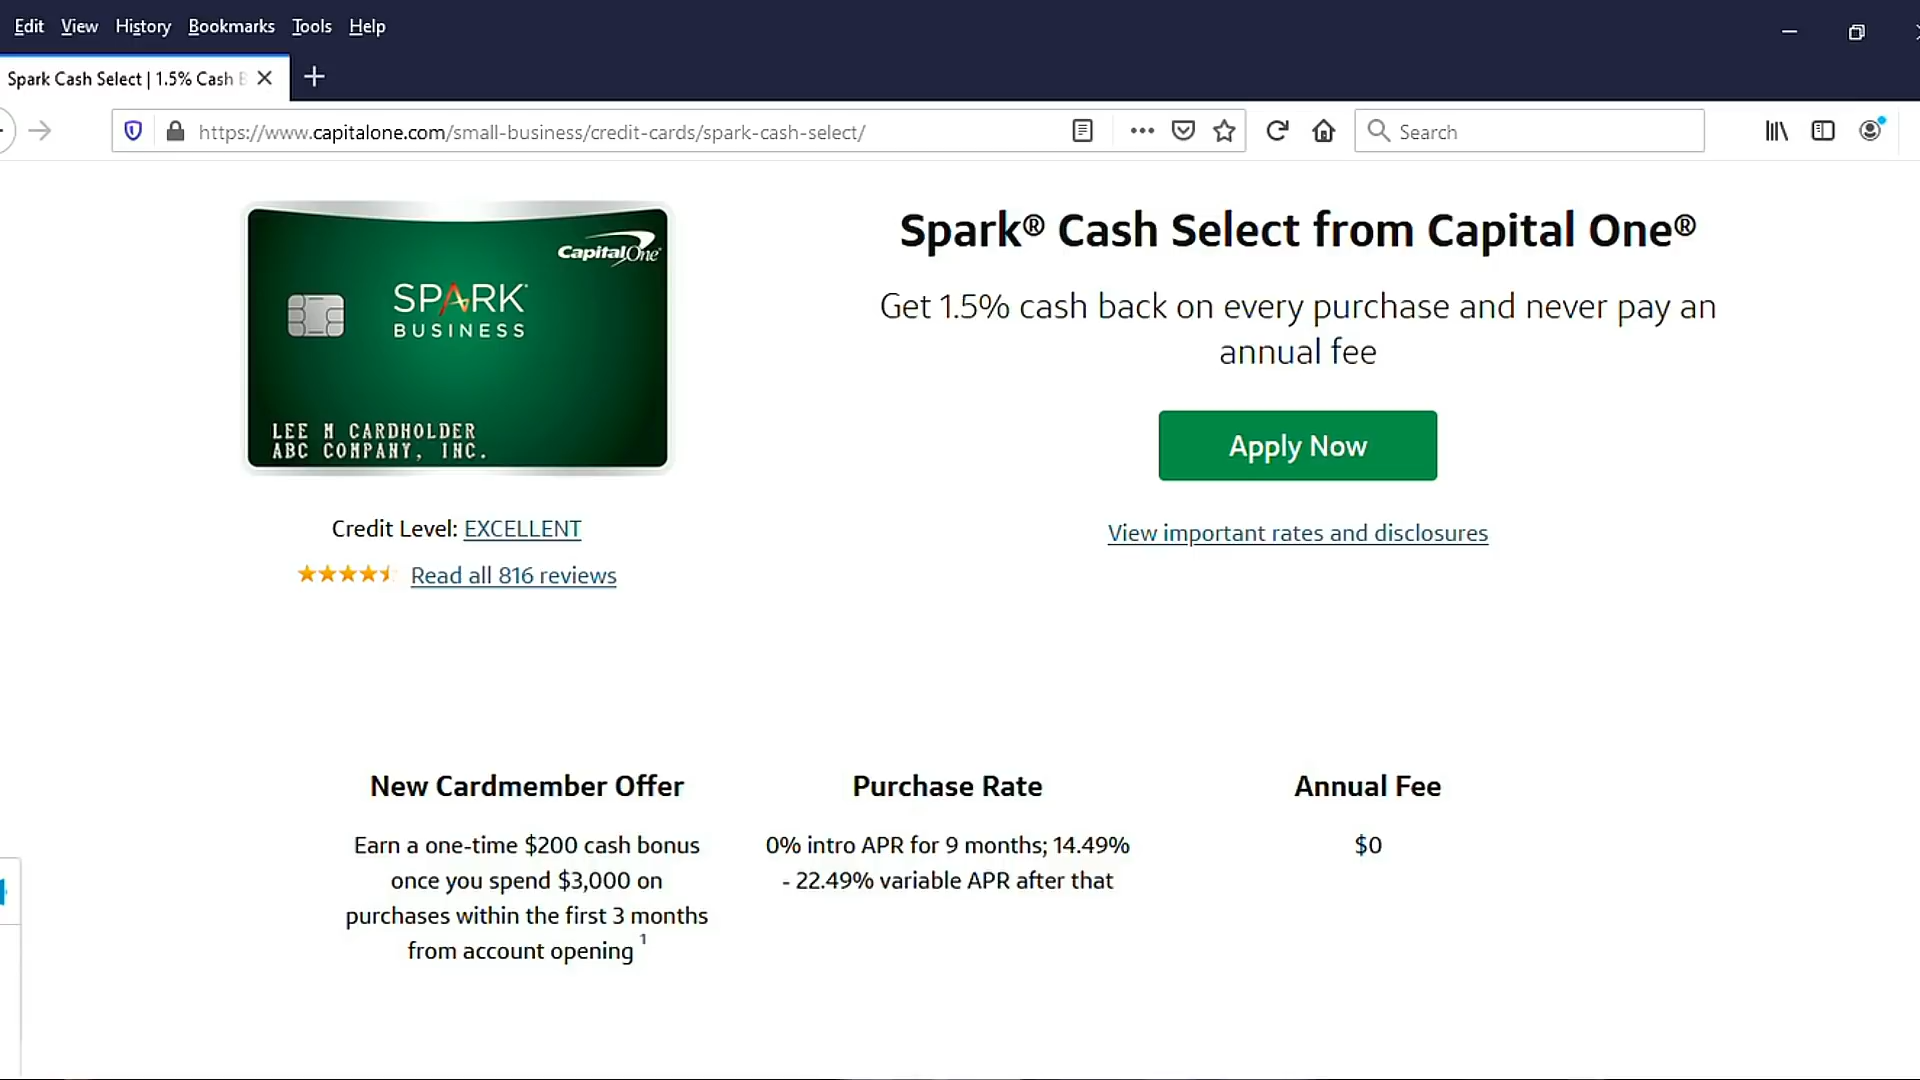 Edit View History Bookmarks Tools Help
Spark Cash Select | 1.5% Cash
https://www.capitalone.com/small-business/credit-cards/spark-cash-select/
Search
CapitalOne
SPARK
BUSINESS
LEE M CARDHOLDER
ABC COMPANY, INC.
Credit Level: EXCELLENT
Read all 816 reviews
Spark® Cash Select from Capital One®
Get 1.5% cash back on every purchase and never pay an
annual fee
Apply Now
View important rates and disclosures
New Cardmember Offer
Earn a one-time $200 cash bonus
once you spend $3,000 on
purchases within the first 3 months
from account opening 1
Purchase Rate
0% intro APR for 9 months; 14.49%
- 22.49% variable APR after that
Annual Fee
$0